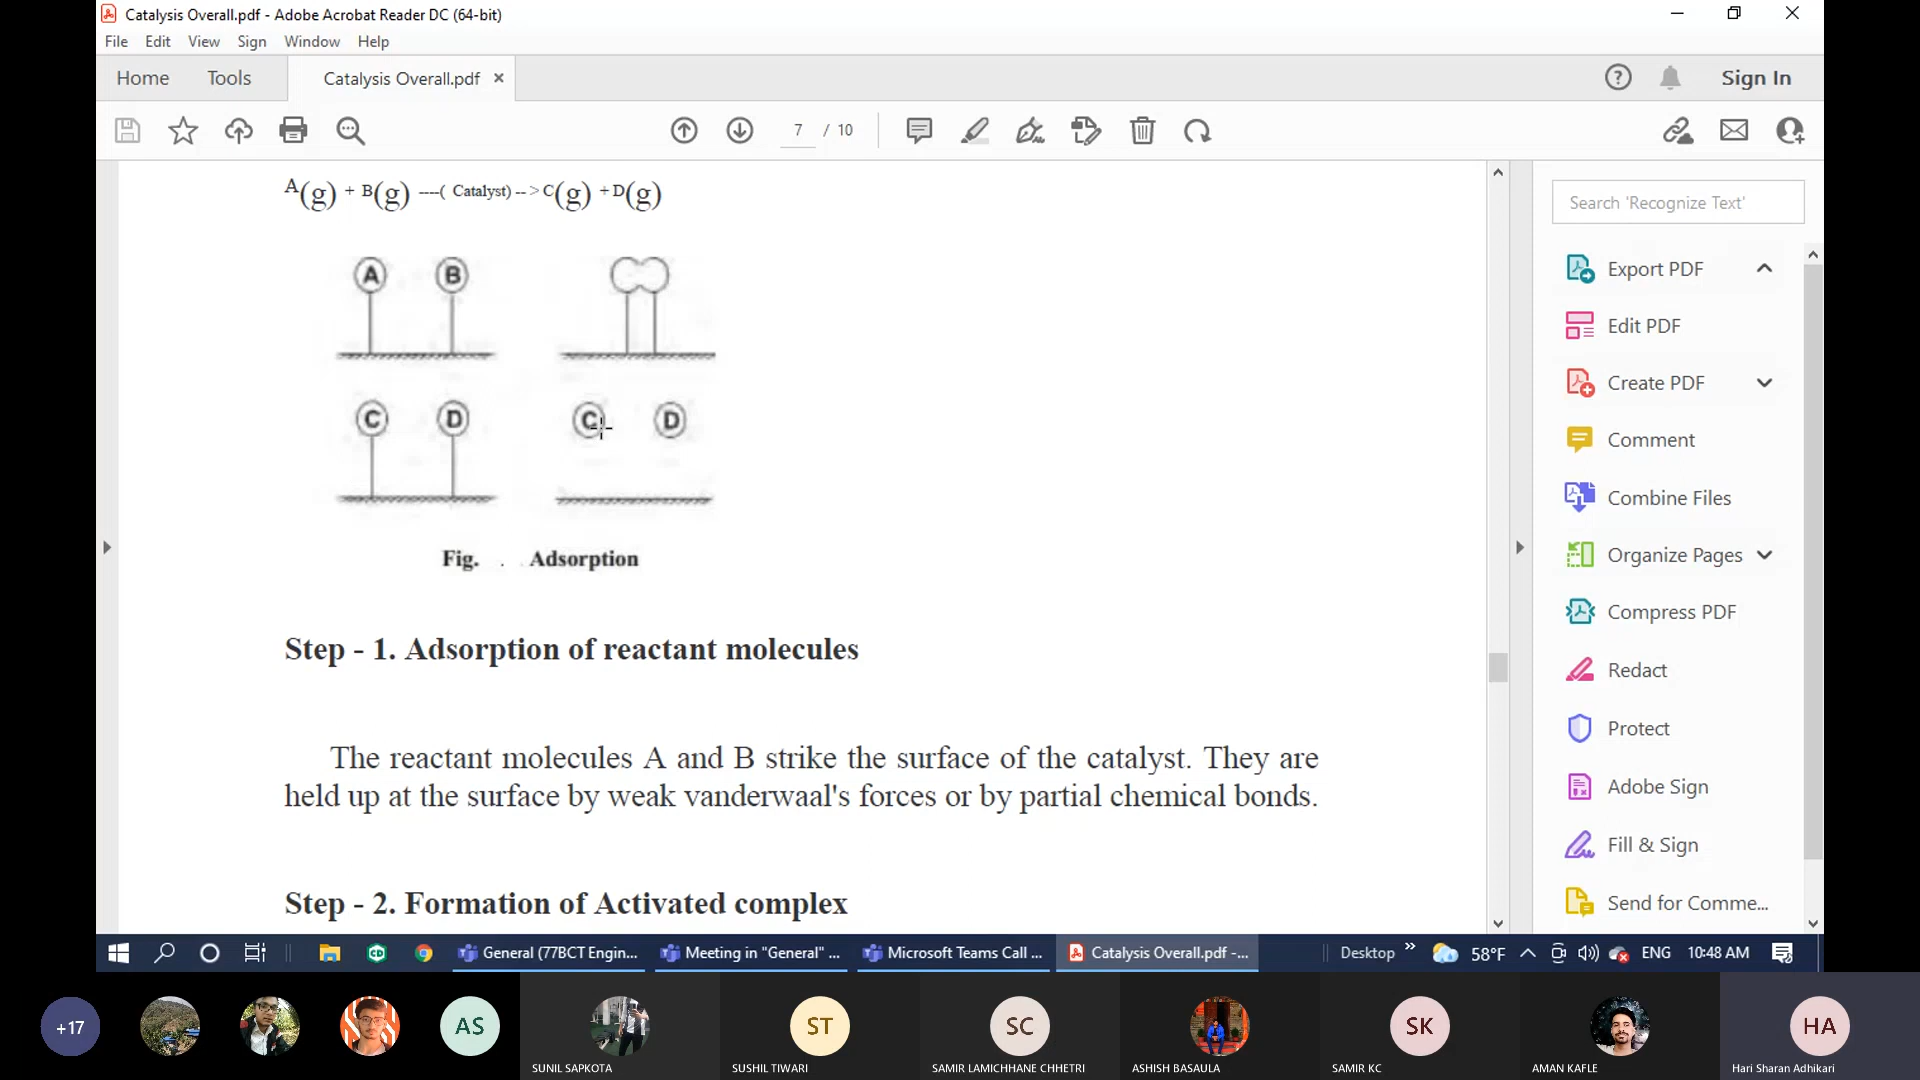 Catalysis Overall.pdf - Adobe Acrobat Reader DC (64-bit)
File Edit View Sign Window Help
Home Tools Catalysis Overall.pdf × Sign In
7 / 10
A(g) + B(g) ----( Catalyst) -- > C(g) + D(g)
A B
C D C D
Fig. . Adsorption
Step - 1. Adsorption of reactant molecules
The reactant molecules A and B strike the surface of the catalyst. They are
held up at the surface by weak vanderwaal's forces or by partial chemical bonds.
Step - 2. Formation of Activated complex
Search 'Recognize Text'
Export PDF
Edit PDF
Create PDF
Comment
Combine Files
Organize Pages
Compress PDF
Redact
Protect
Adobe Sign
Fill & Sign
Send for Comme...
General (77BCT Engin... Meeting in "General" ... Microsoft Teams Call ... Catalysis Overall.pdf -... Desktop » 58°F ENG 10:48 AM
+17 AS ST SC SK HA
SUNIL SAPKOTA SUSHIL TIWARI SAMIR LAMICHHANE CHHETRI ASHISH BASAULA SAMIR KC AMAN KAFLE Hari Sharan Adhikari